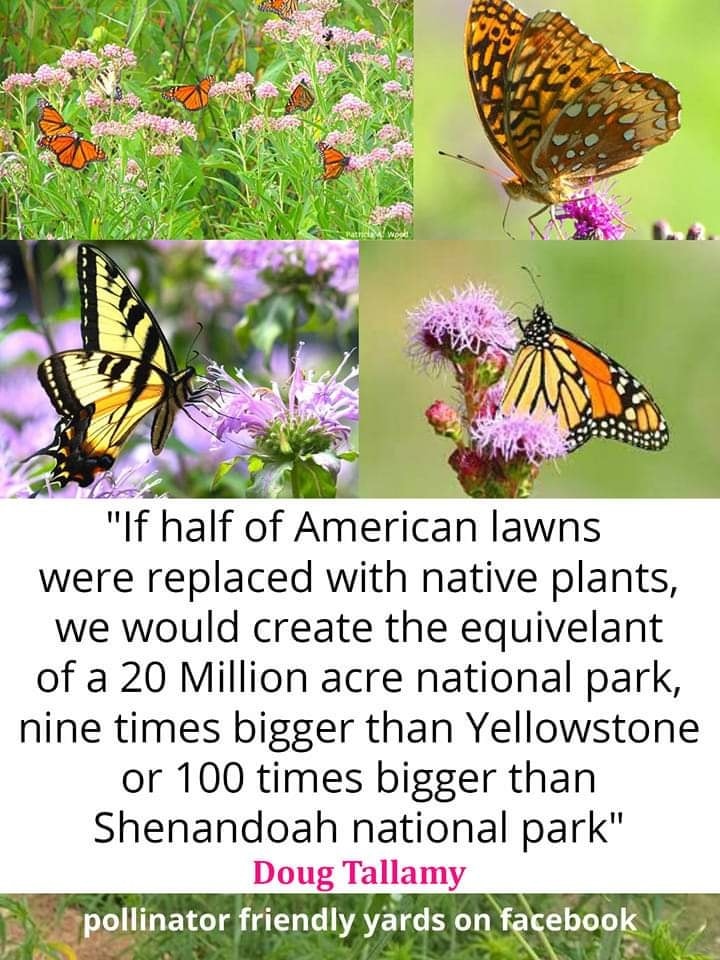 Patricia A. Wood
"If half of American lawns
were replaced with native plants,
we would create the equivelant
of a 20 Million acre national park,
nine times bigger than Yellowstone
or 100 times bigger than
Shenandoah national park"
Doug Tallamy
pollinator friendly yards on facebook